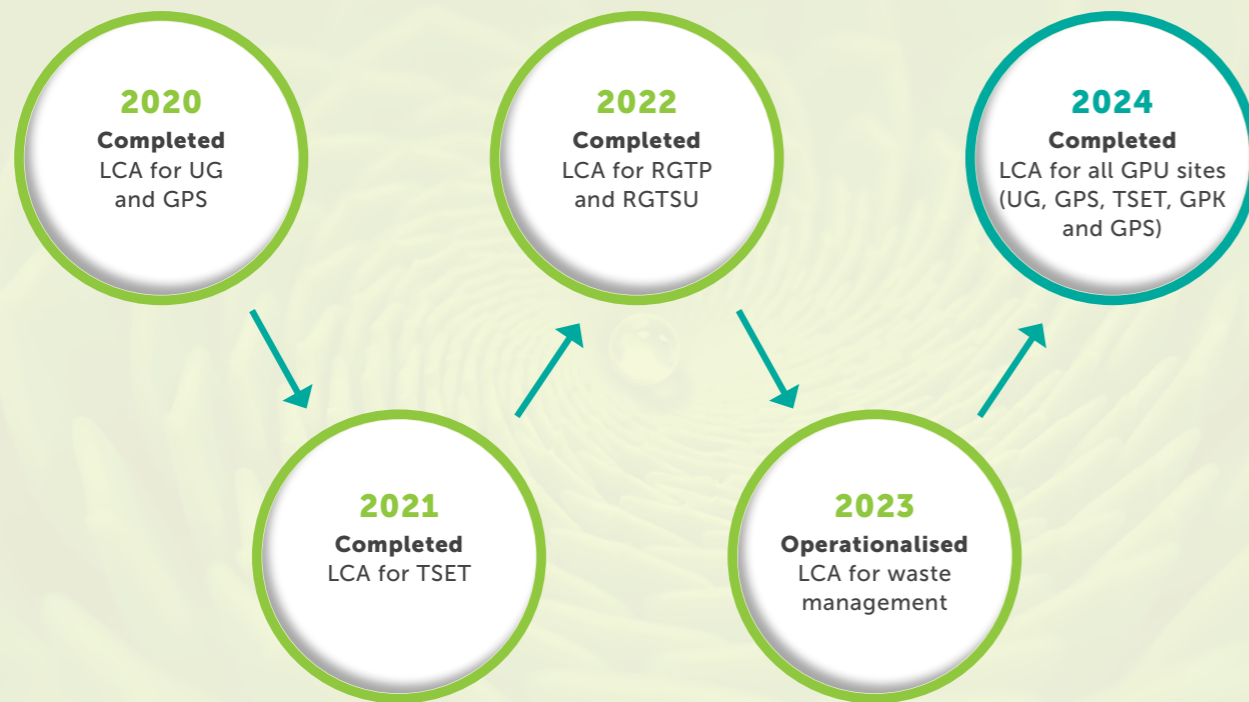 2020
Completed
LCA for UG
and GPS
2021
Completed
LCA for TSET
2022
Completed
LCA for RGTP
and RGTSU
2023
Operationalised
LCA for waste
management
2024
Completed
LCA for all GPU sites
(UG, GPS, TSET, GPK
and GPS)